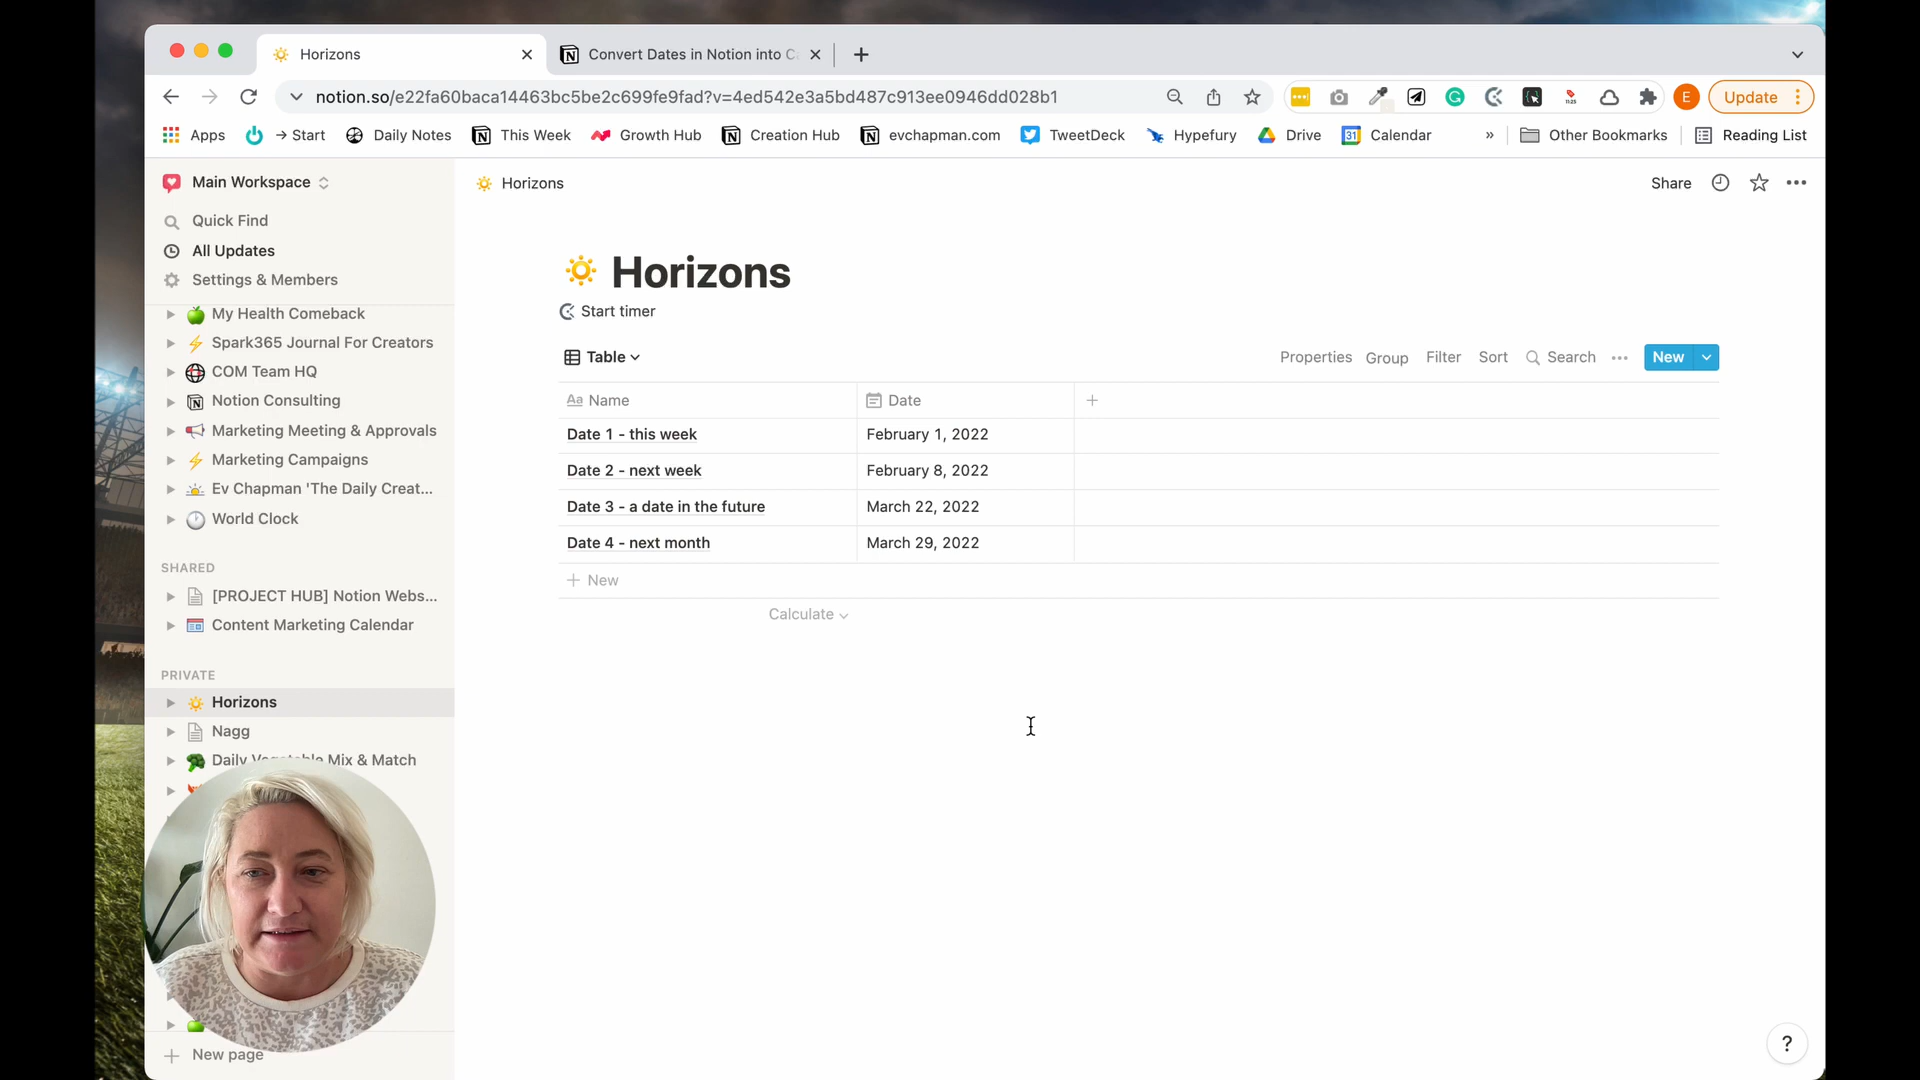 Horizons
Convert Dates in Notion into C
notion.so/e22fa60baca14463bc5be2c699fe9fad?v=4ed542e3a5bd487c913ee0946dd028b1
E
Update
Apps
→ Start
Daily Notes
This Week
Growth Hub
Creation Hub
evchapman.com
TweetDeck
Hypefury
Drive
31
Calendar
»
Other Bookmarks
Reading List
Main Workspace
Quick Find
All Updates
Settings & Members
My Health Comeback
Spark365 Journal For Creators
COM Team HQ
Notion Consulting
Marketing Meeting & Approvals
Marketing Campaigns
Ev Chapman 'The Daily Creat...
World Clock
SHARED
[PROJECT HUB] Notion Webs...
Content Marketing Calendar
PRIVATE
Horizons
Nagg
Daily Mix & Match
New page
Horizons
Share
Horizons
Start timer
Table
Properties
Group
Filter
Sort
Search
New
Aa Name
Date
Date 1 - this week
February 1, 2022
Date 2 - next week
February 8, 2022
Date 3 - a date in the future
March 22, 2022
Date 4 - next month
March 29, 2022
+ New
Calculate
?